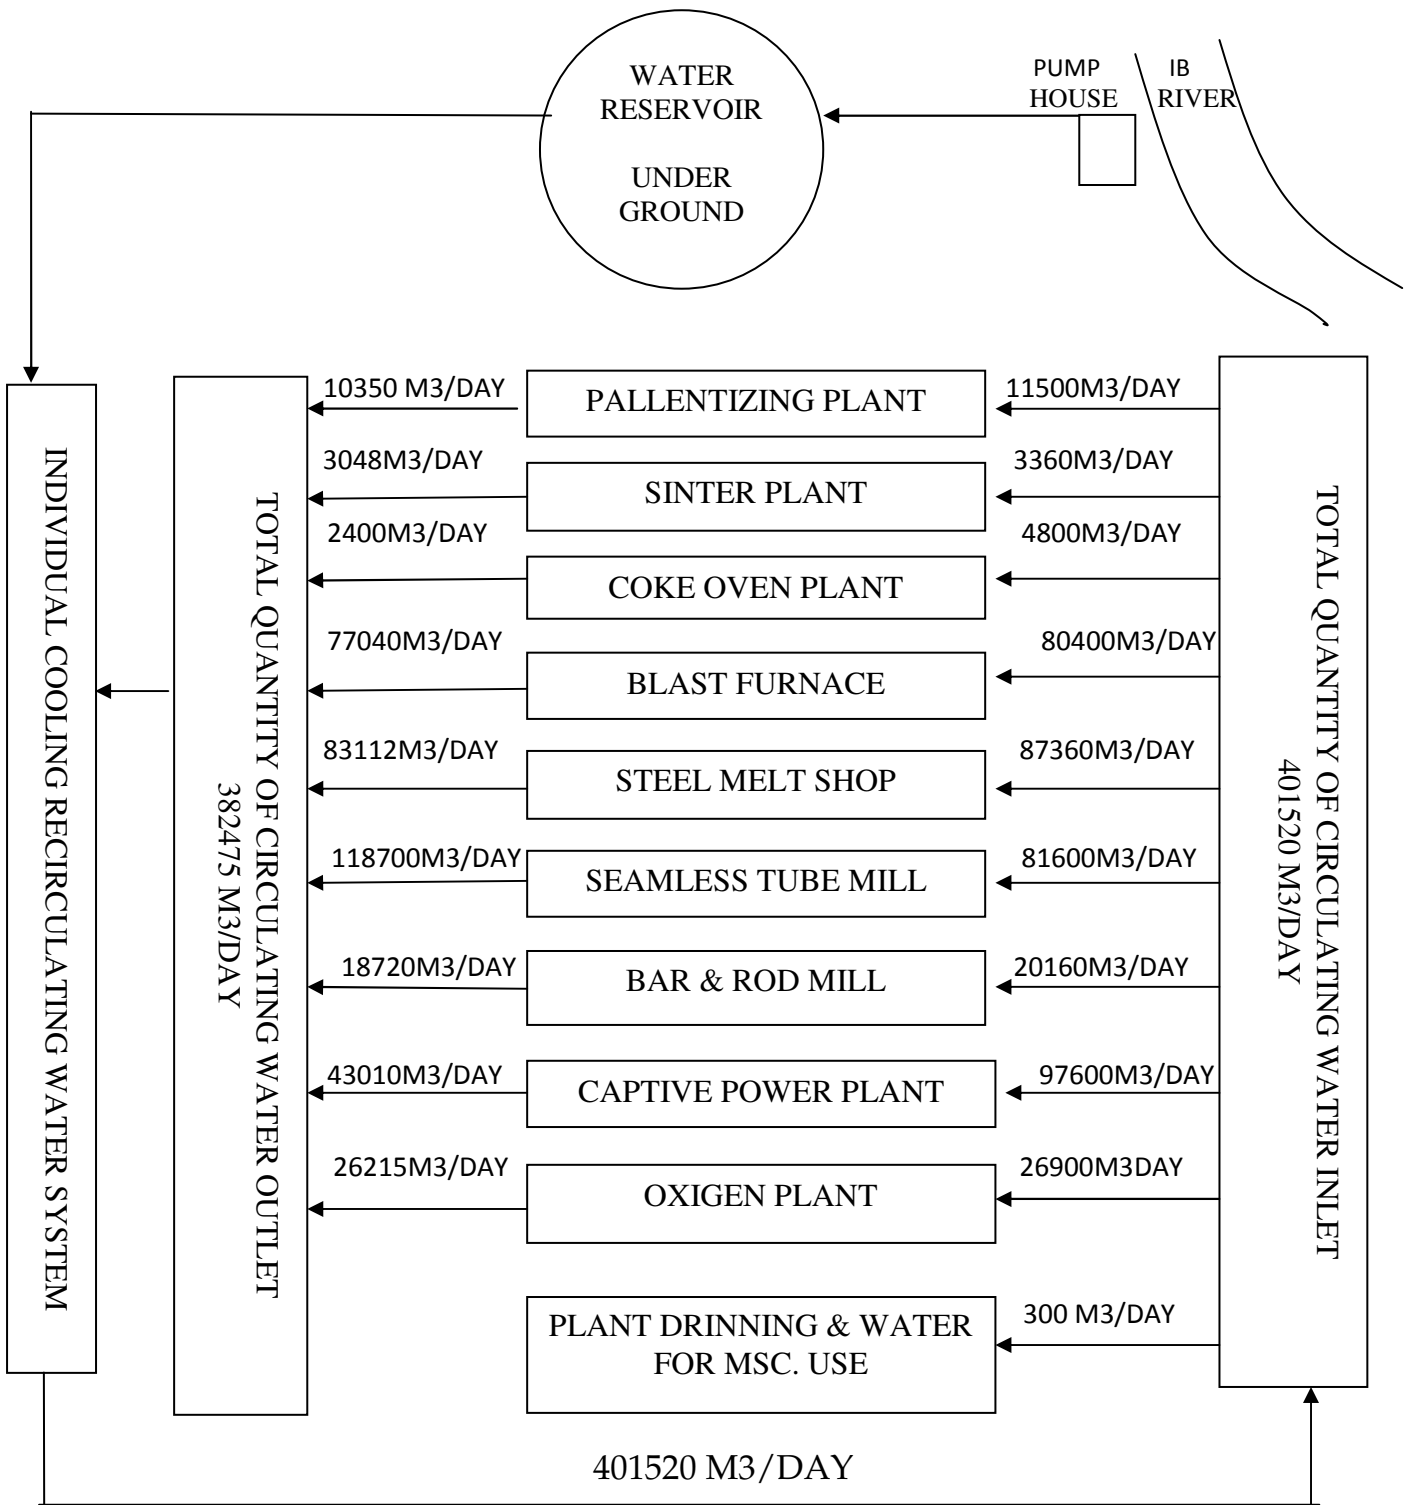 WATER
RESERVOIR
UNDER
GROUND
PUMP
HOUSE
IB
RIVER
10350 M3/DAY
PALLENTIZING PLANT
11500M3/DAY
3048M3/DAY
SINTER PLANT
3360M3/DAY
2400M3/DAY
COKE OVEN PLANT
4800M3/DAY
77040M3/DAY
BLAST FURNACE
80400M3/DAY
83112M3/DAY
STEEL MELT SHOP
87360M3/DAY
118700M3/DAY
SEAMLESS TUBE MILL
81600M3/DAY
18720M3/DAY
BAR & ROD MILL
20160M3/DAY
43010M3/DAY
CAPTIVE POWER PLANT
97600M3/DAY
26215M3/DAY
OXIGEN PLANT
26900M3DAY
PLANT DRINNING & WATER
FOR MSC. USE
300 M3/DAY
INDIVIDUAL COOLING RECIRCULATING WATER SYSTEM
TOTAL QUANTITY OF CIRCULATING WATER OUTLET
382475 M3/DAY
TOTAL QUANTITY OF CIRCULATING WATER INLET
401520 M3/DAY
401520 M3/DAY